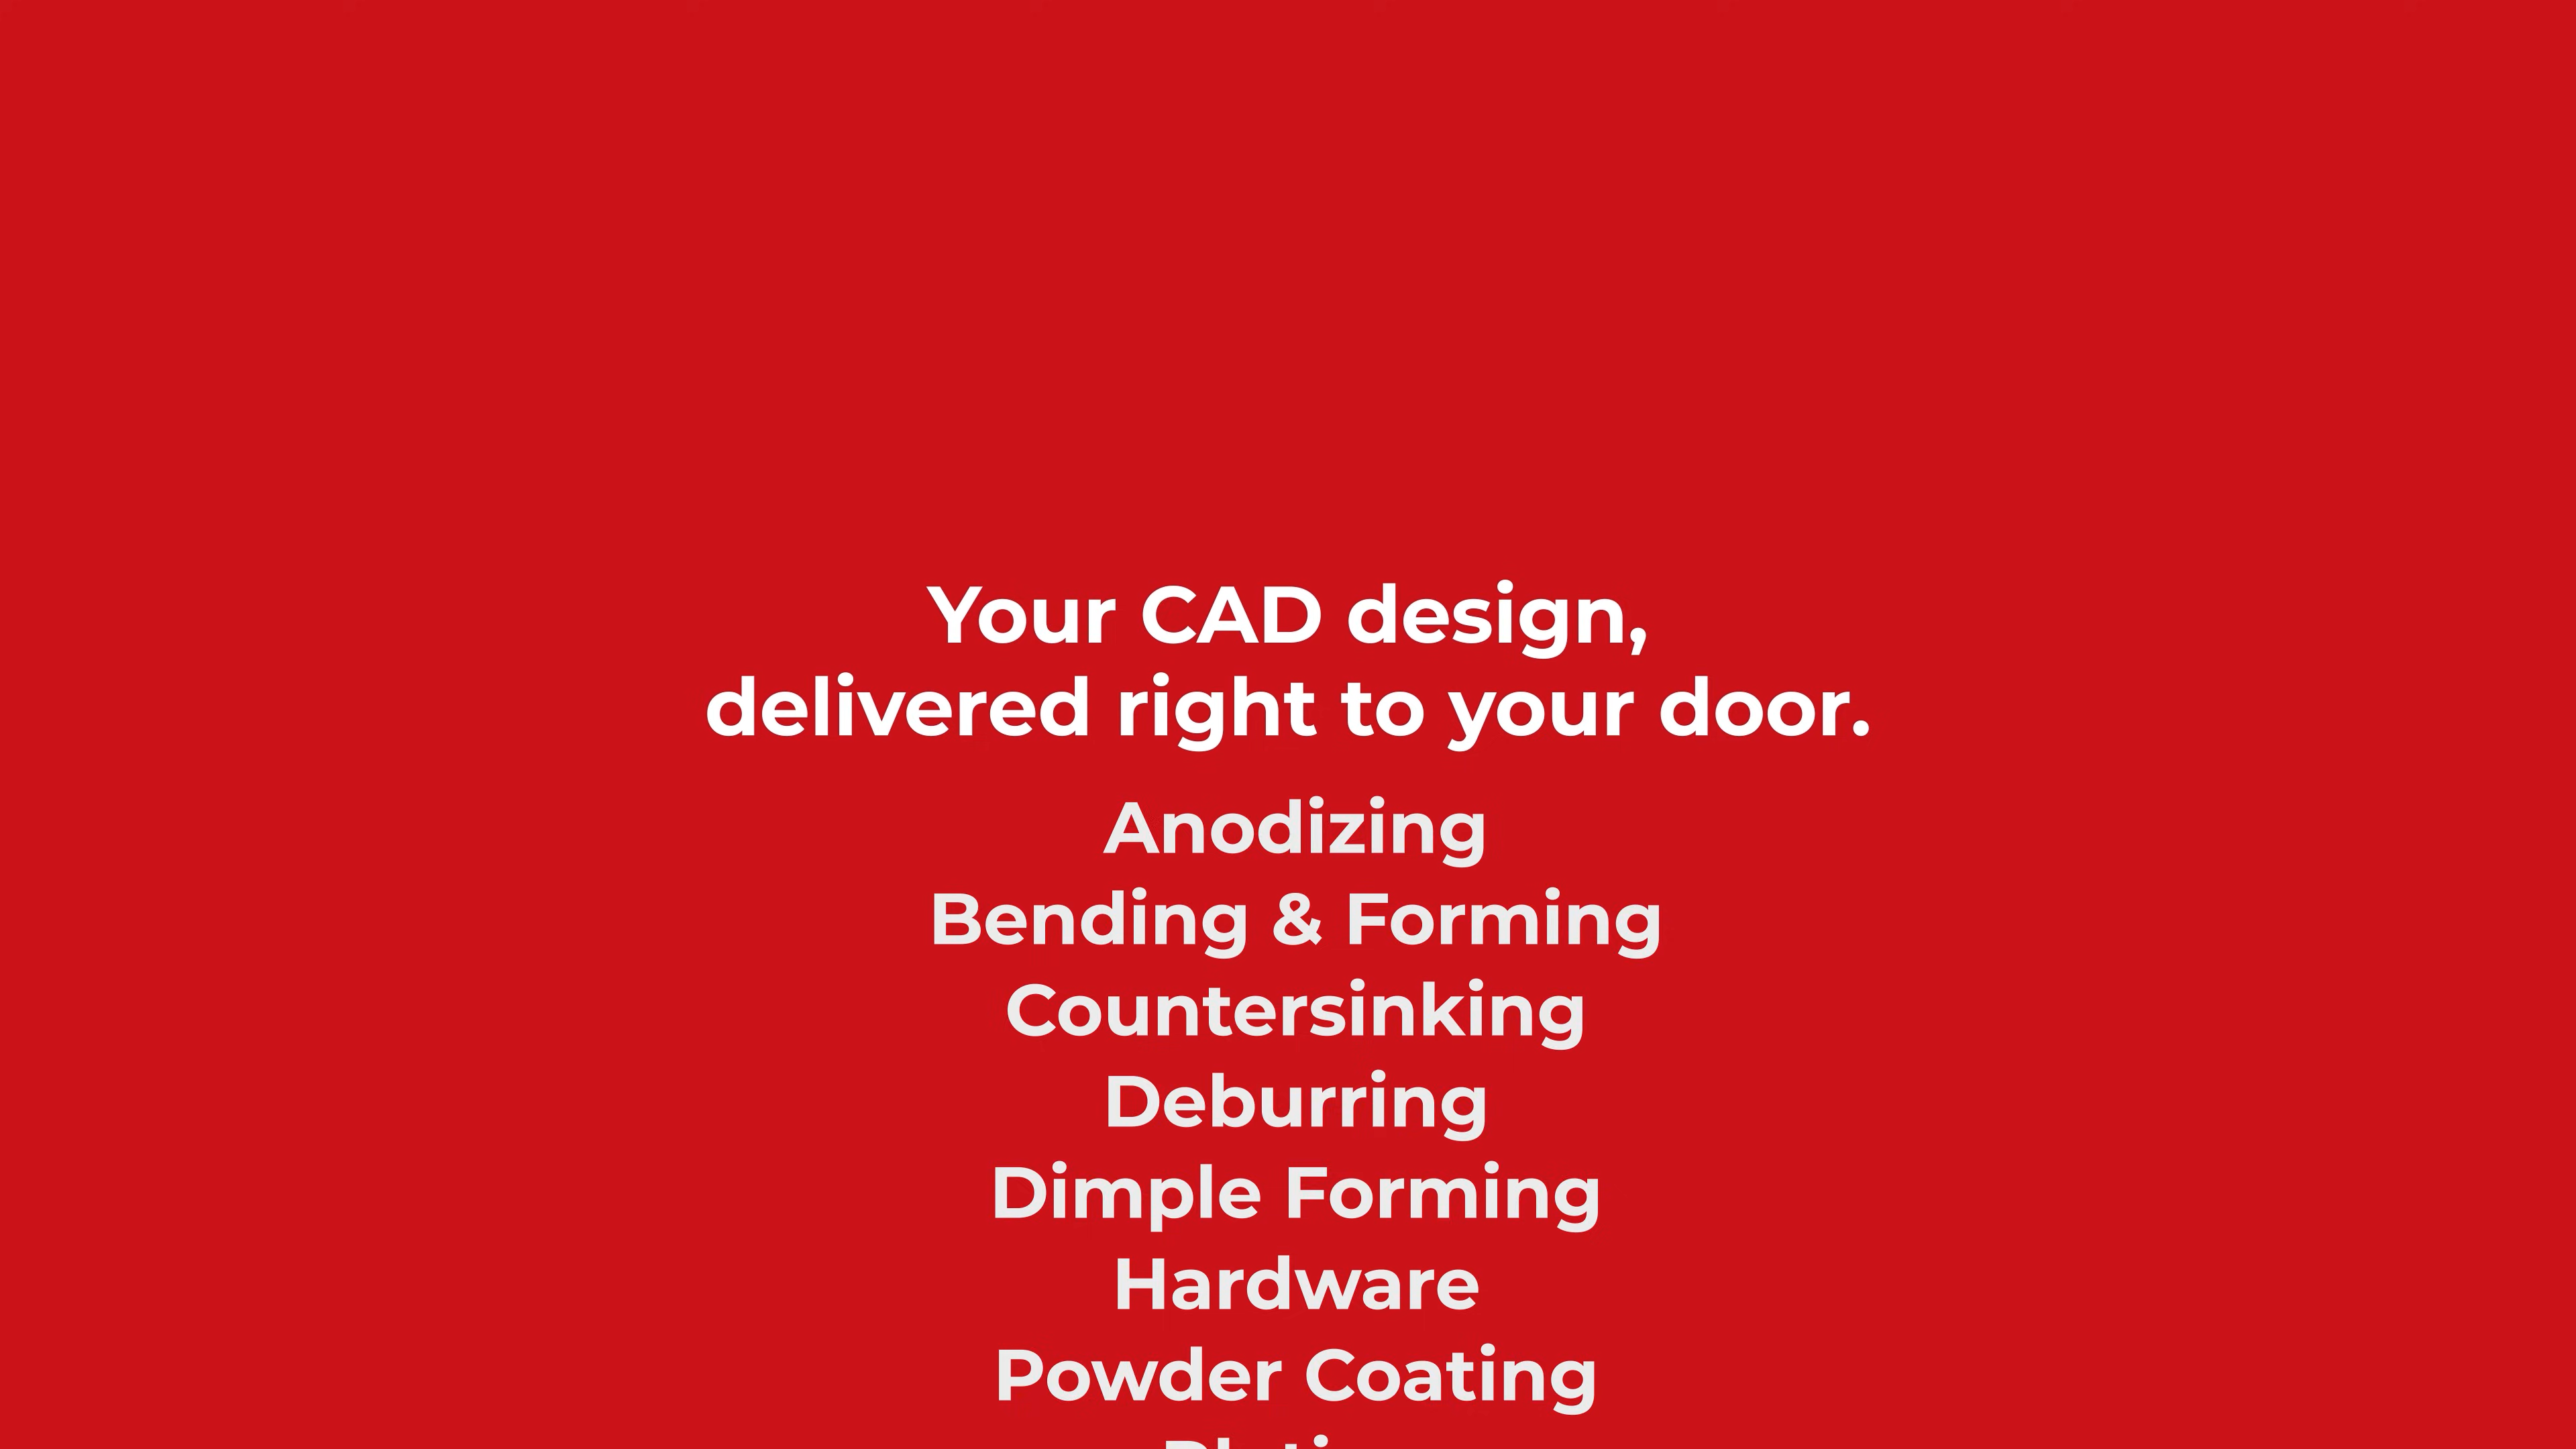 Your CAD design,
delivered right to your door.
Anodizing
Bending & Forming
Countersinking
Deburring
Dimple Forming
Hardware
Powder Coating